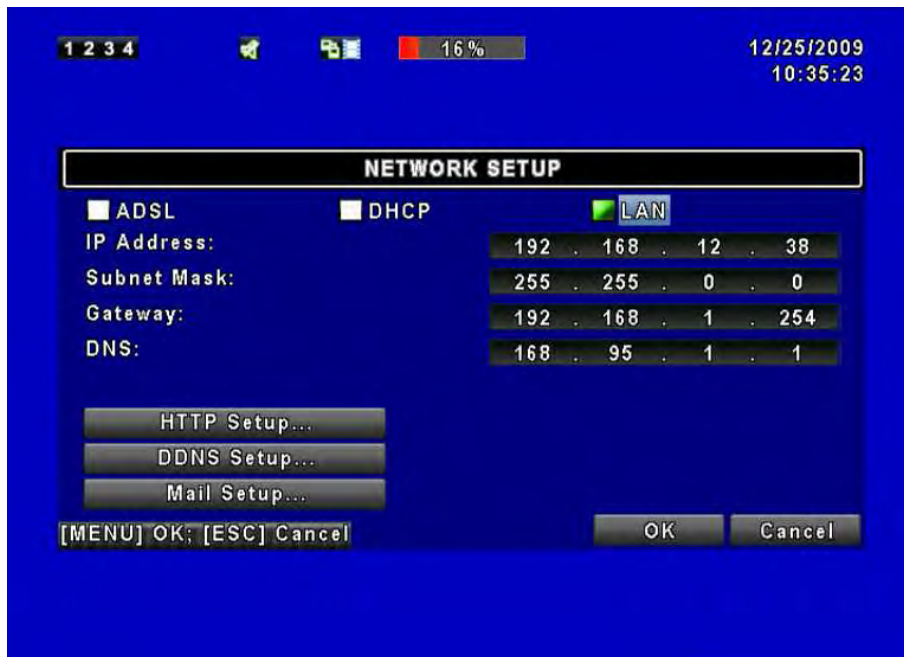 1 2 3 4 16% 12/25/2009
10:35:23
NETWORK SETUP
ADSL DHCP LAN
IP Address: 192 . 168 . 12 . 38
Subnet Mask: 255 . 255 . 0 . 0
Gateway: 192 . 168 . 1 . 254
DNS: 168 . 95 . 1 . 1
HTTP Setup...
DDNS Setup...
Mail Setup...
[MENU] OK; [ESC] Cancel OK Cancel